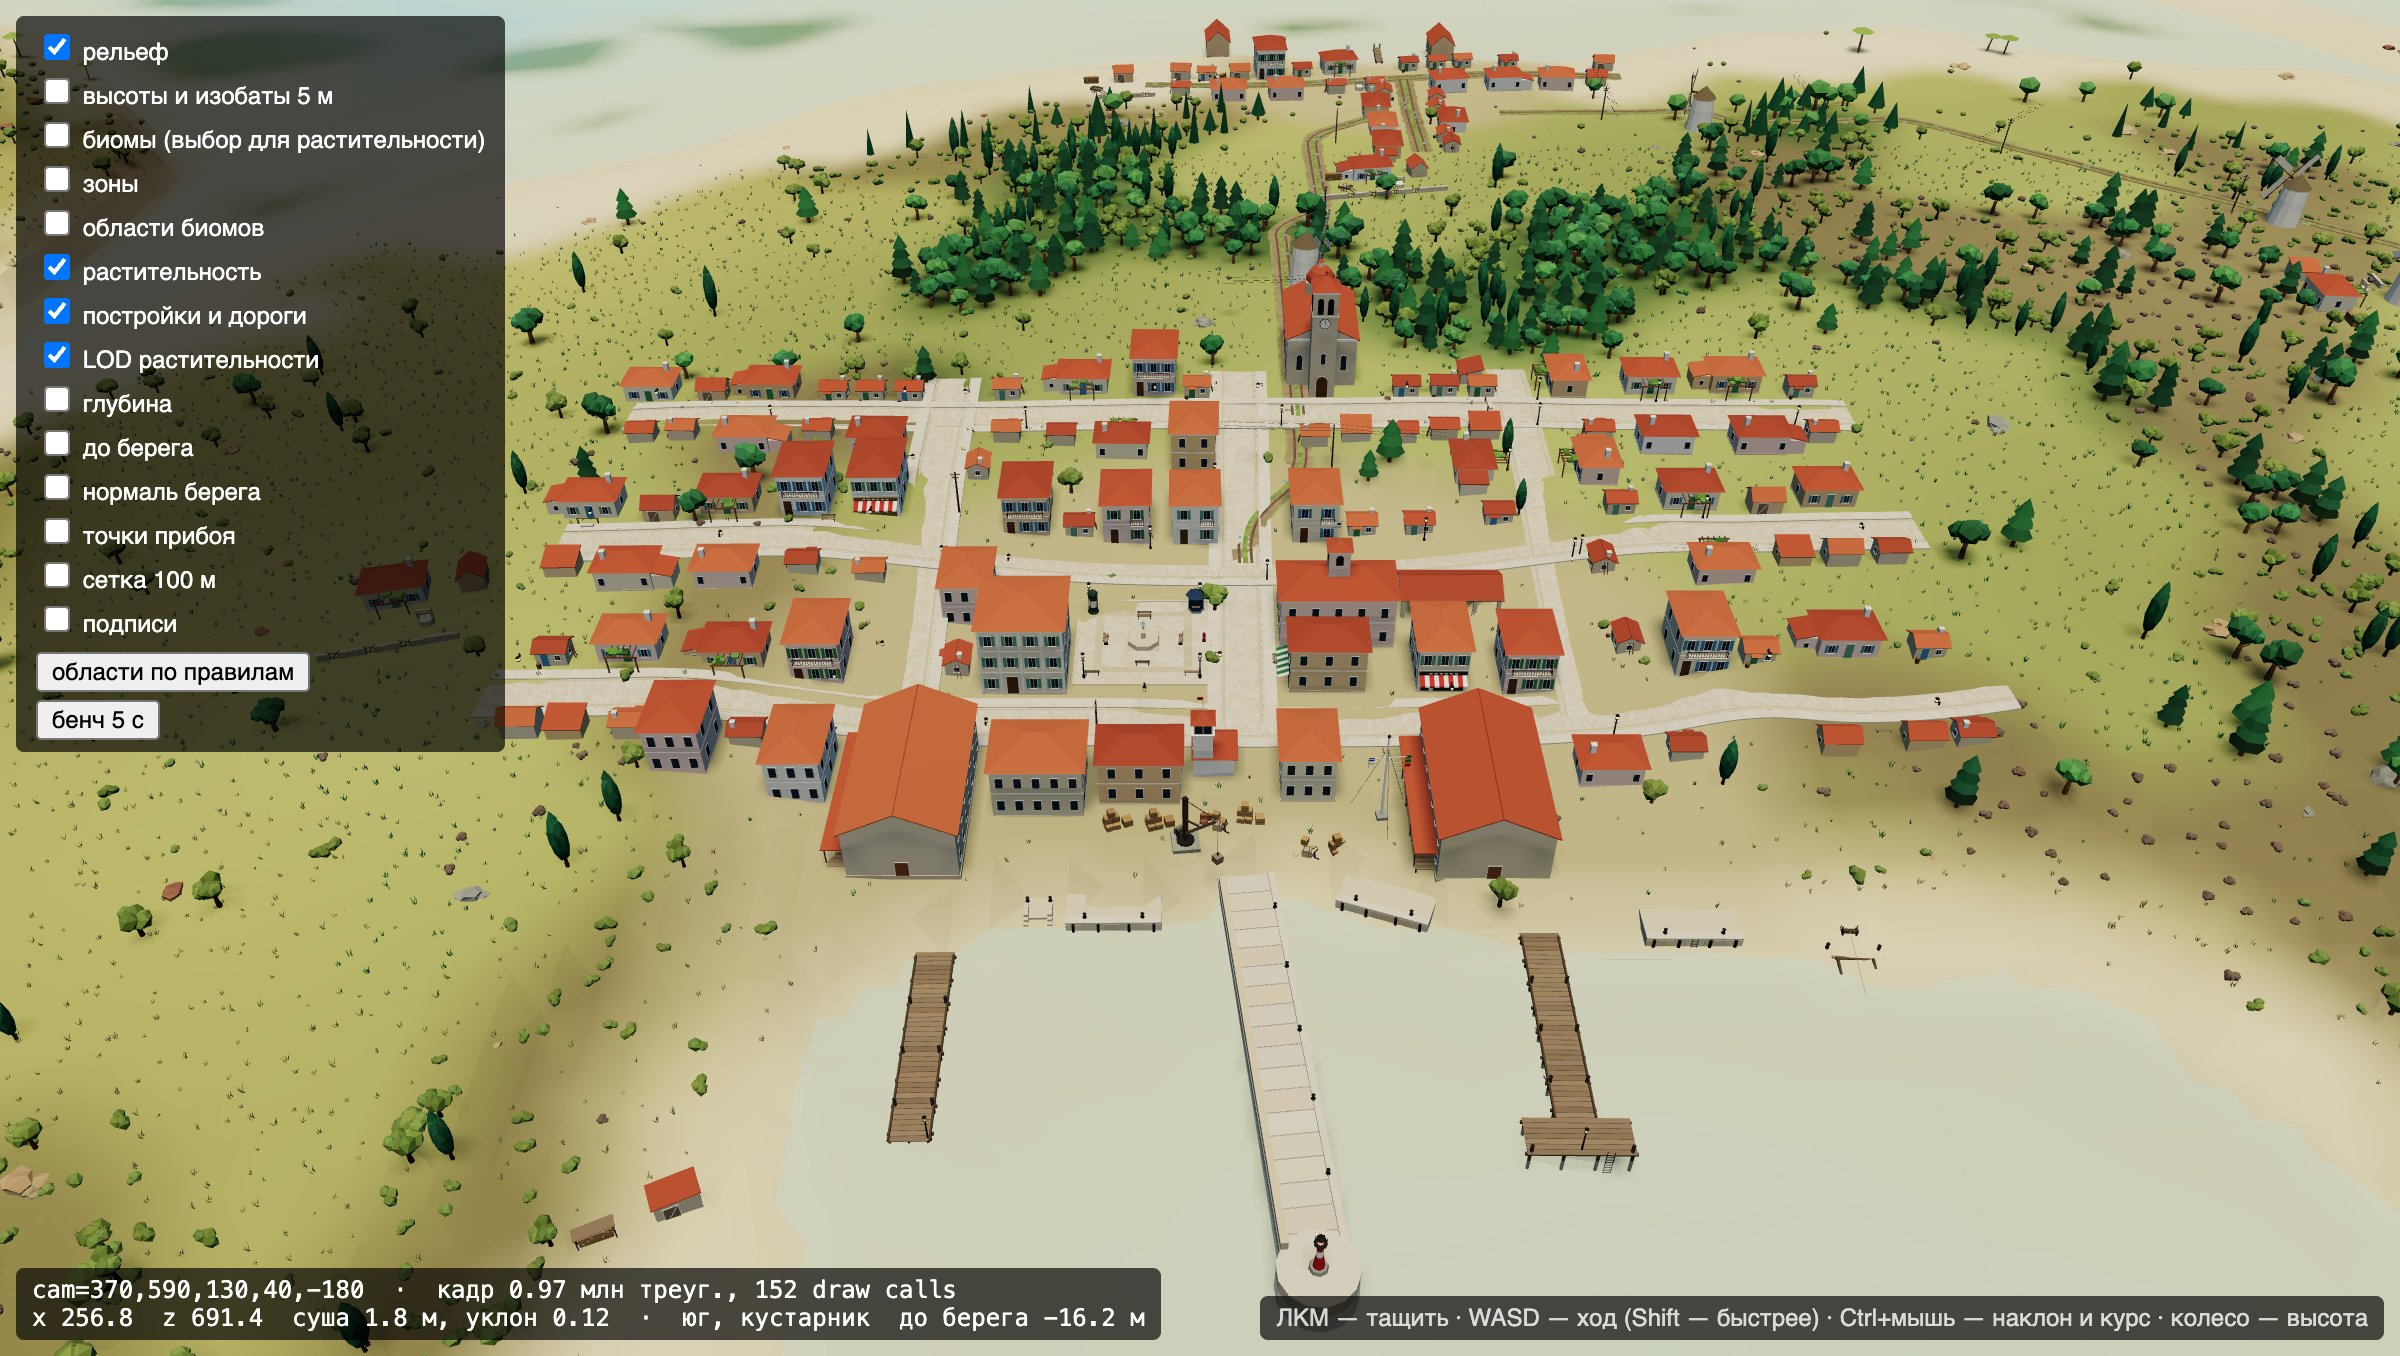 рельеф
высоты и изобаты 5 м
биомы (выбор для растительности)
зоны
области биомов
растительность
постройки и дороги
LOD растительности
глубина
до берега
нормаль берега
точки прибоя
сетка 100 м
подписи
области по правилам
бенч 5 с
cam=370,590,130,40,−180 · кадр 0.97 млн треуг., 152 draw calls
x 256.8 z 691.4 суша 1.8 м, уклон 0.12 · юг, кустарник до берега −16.2 м
ЛКМ — тащить · WASD — ход (Shift — быстрее) · Ctrl+мышь — наклон и курс · колесо — высота